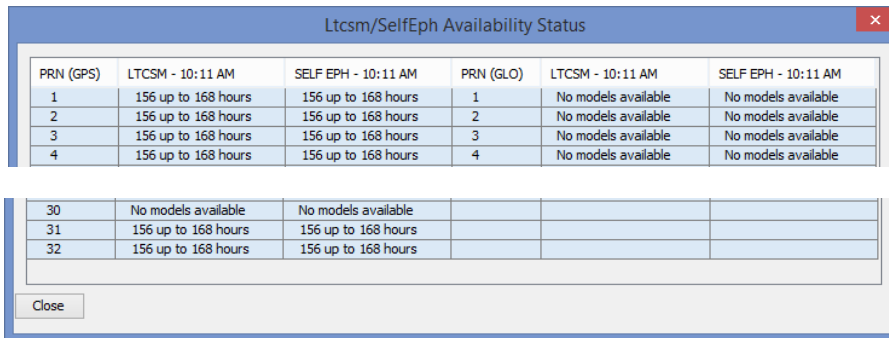 Ltcsm/SelfEph Availability Status
PRN (GPS) LTCSM - 10:11 AM SELF EPH - 10:11 AM PRN (GLO) LTCSM - 10:11 AM SELF EPH - 10:11 AM
1 156 up to 168 hours 156 up to 168 hours 1 No models available No models available
2 156 up to 168 hours 156 up to 168 hours 2 No models available No models available
3 156 up to 168 hours 156 up to 168 hours 3 No models available No models available
4 156 up to 168 hours 156 up to 168 hours 4 No models available No models available
30 No models available No models available
31 156 up to 168 hours 156 up to 168 hours
32 156 up to 168 hours 156 up to 168 hours
Close